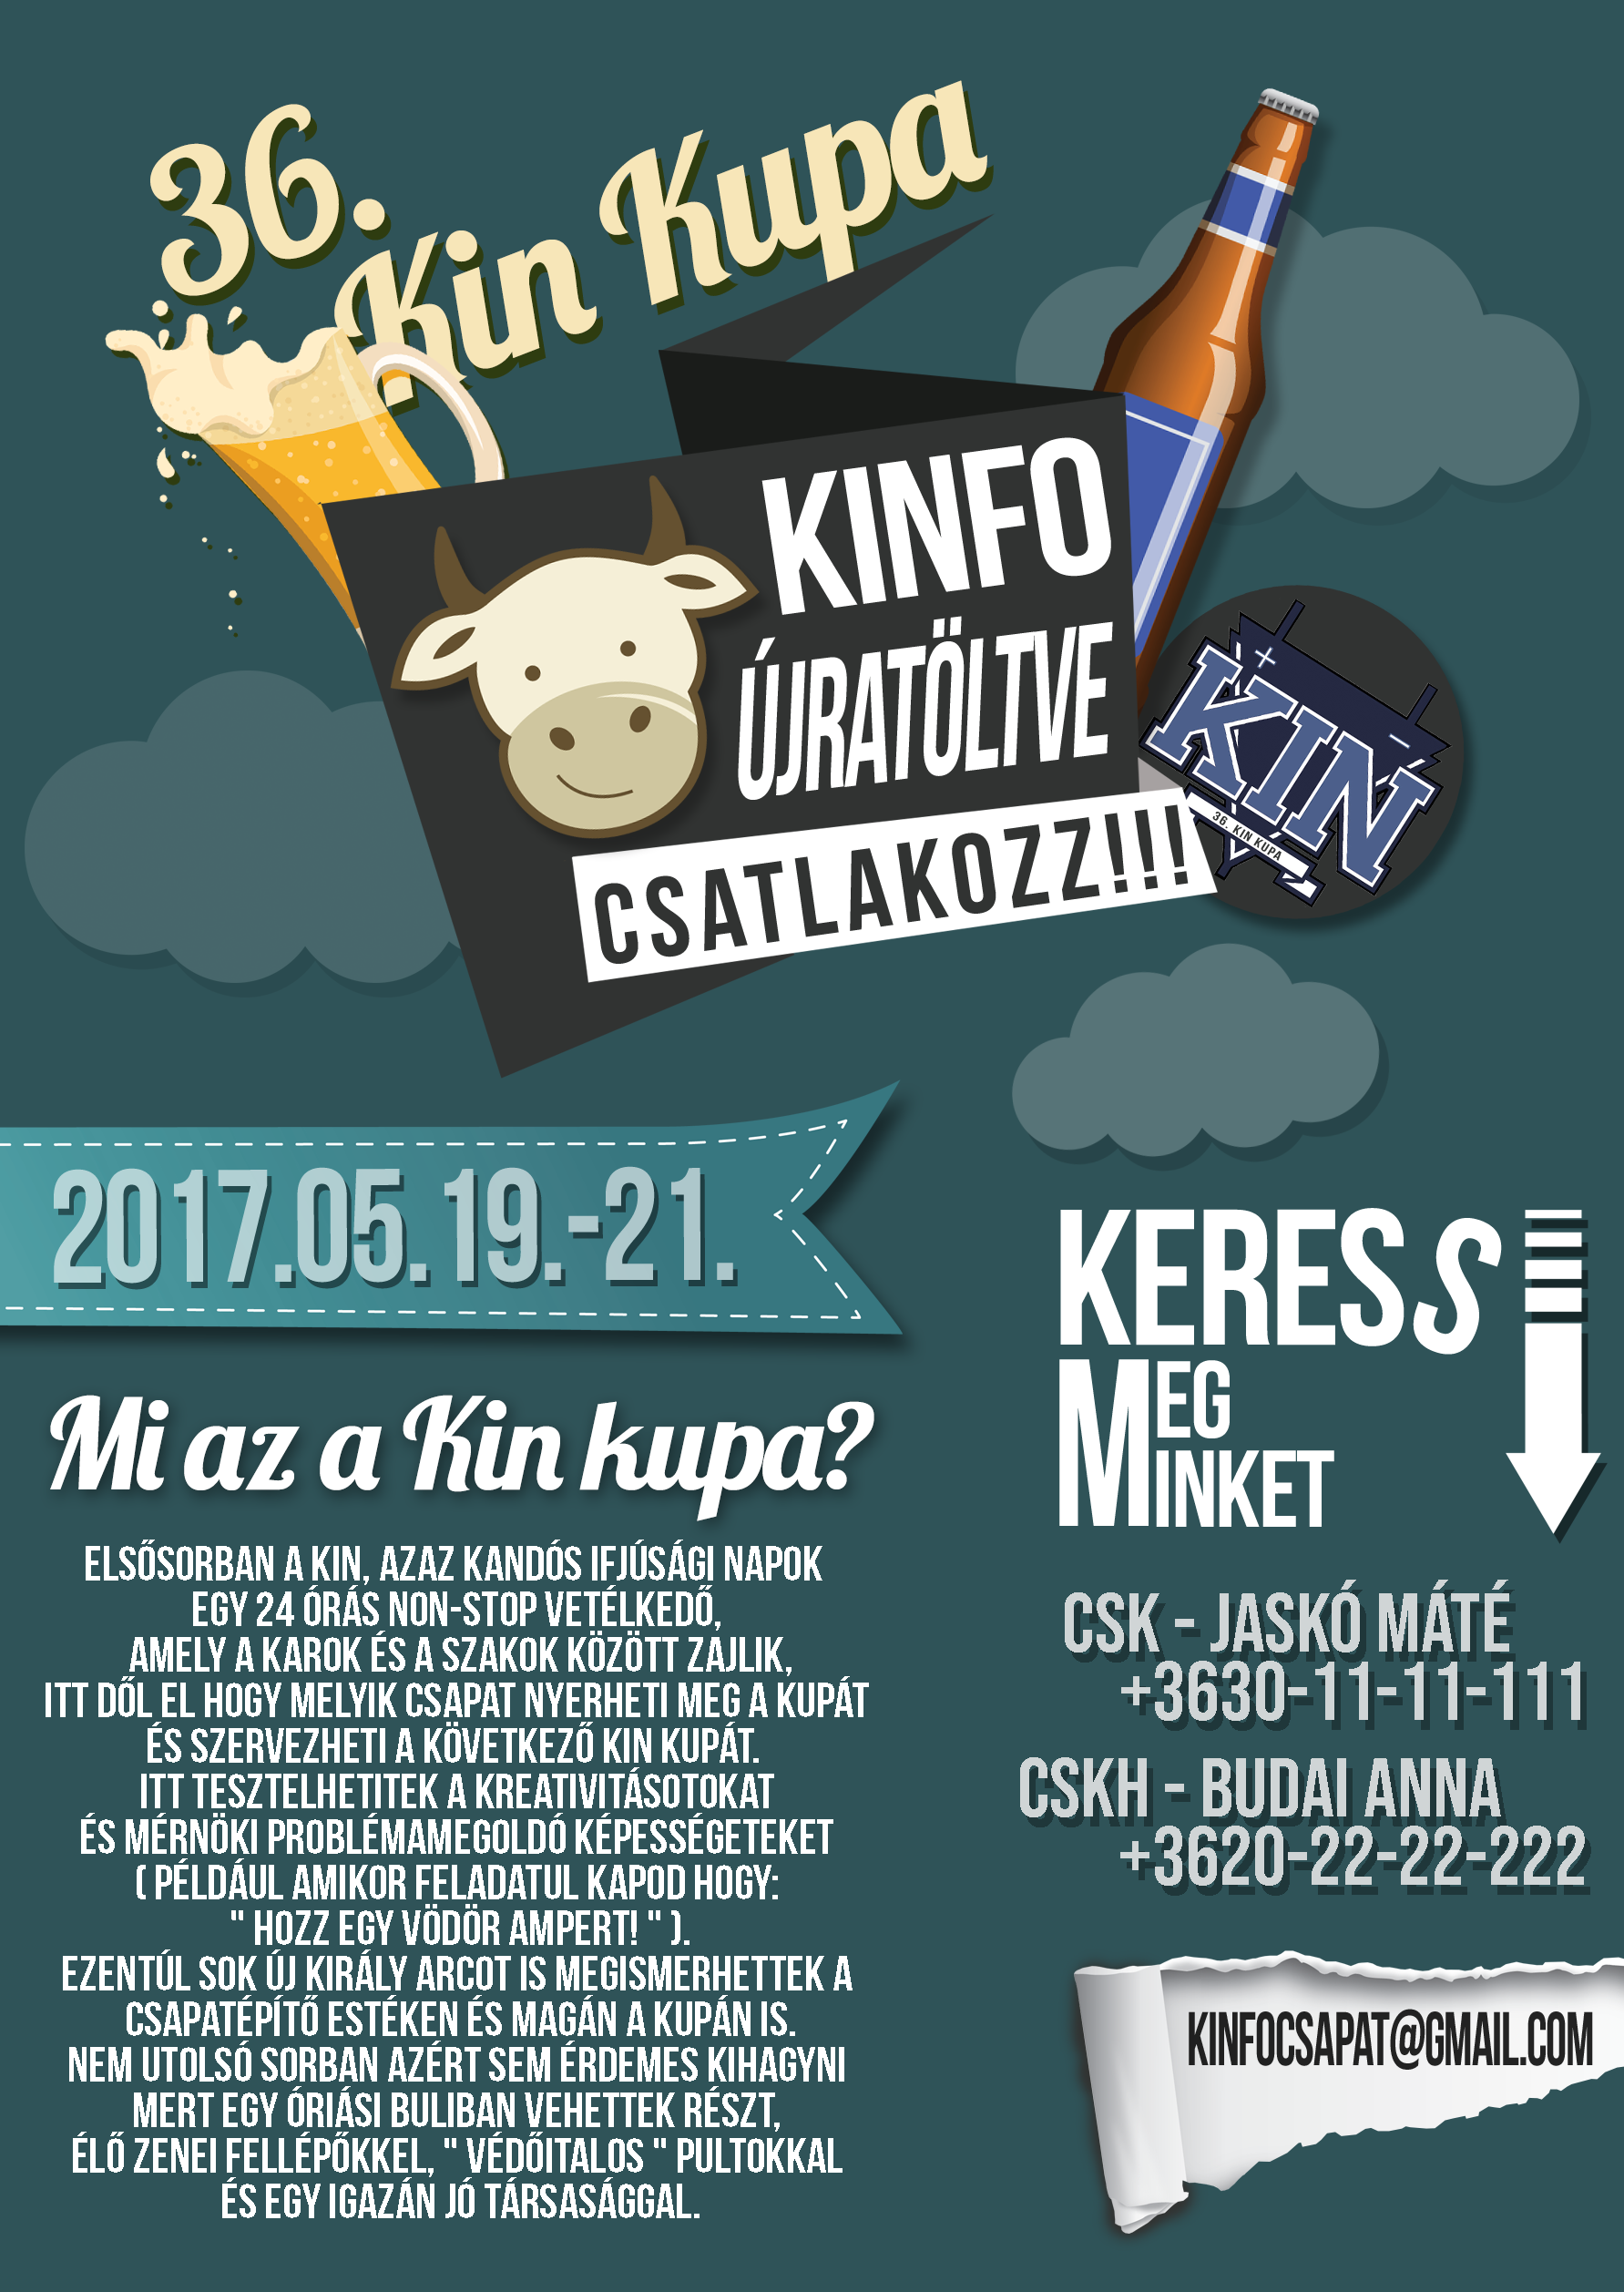 36.
Kin Kupa
KINFO
ÚJRATÖLTVE
CSATLAKOZZ!!!
+ -
KIN
36. KIN KUPA
2017.05.19.-21.
Mi az a Kin kupa?
ELSŐSORBAN A KIN, AZAZ KANDÓS IFJÚSÁGI NAPOK
EGY 24 ÓRÁS NON-STOP VETÉLKEDŐ,
AMELY A KAROK ÉS A SZAKOK KÖZÖTT ZAJLIK,
ITT DŐL EL HOGY MELYIK CSAPAT NYERHETI MEG A KUPÁT
ÉS SZERVEZHETI A KÖVETKEZŐ KIN KUPÁT.
ITT TESZTELHETITEK A KREATIVITÁSOTOKAT
ÉS MÉRNÖKI PROBLÉMAMEGOLDÓ KÉPESSÉGETEKET
( PÉLDÁUL AMIKOR FELADATUL KAPOD HOGY:
" HOZZ EGY VÖDÖR AMPERT! " ).
EZENTÚL SOK ÚJ KIRÁLY ARCOT IS MEGISMERHETTEK A
CSAPATÉPÍTŐ ESTÉKEN ÉS MAGÁN A KUPÁN IS.
NEM UTOLSÓ SORBAN AZÉRT SEM ÉRDEMES KIHAGYNI
MERT EGY ÓRIÁSI BULIBAN VEHETTEK RÉSZT,
ÉLŐ ZENEI FELLÉPŐKKEL, " VÉDŐITALOS " PULTOKKAL
ÉS EGY IGAZÁN JÓ TÁRSASÁGGAL.
KERESS
MEG
MINKET
CSK - JASKÓ MÁTÉ
+3630-11-11-111
CSKH - BUDAI ANNA
+3620-22-22-222
KINFOCSAPAT@GMAIL.COM